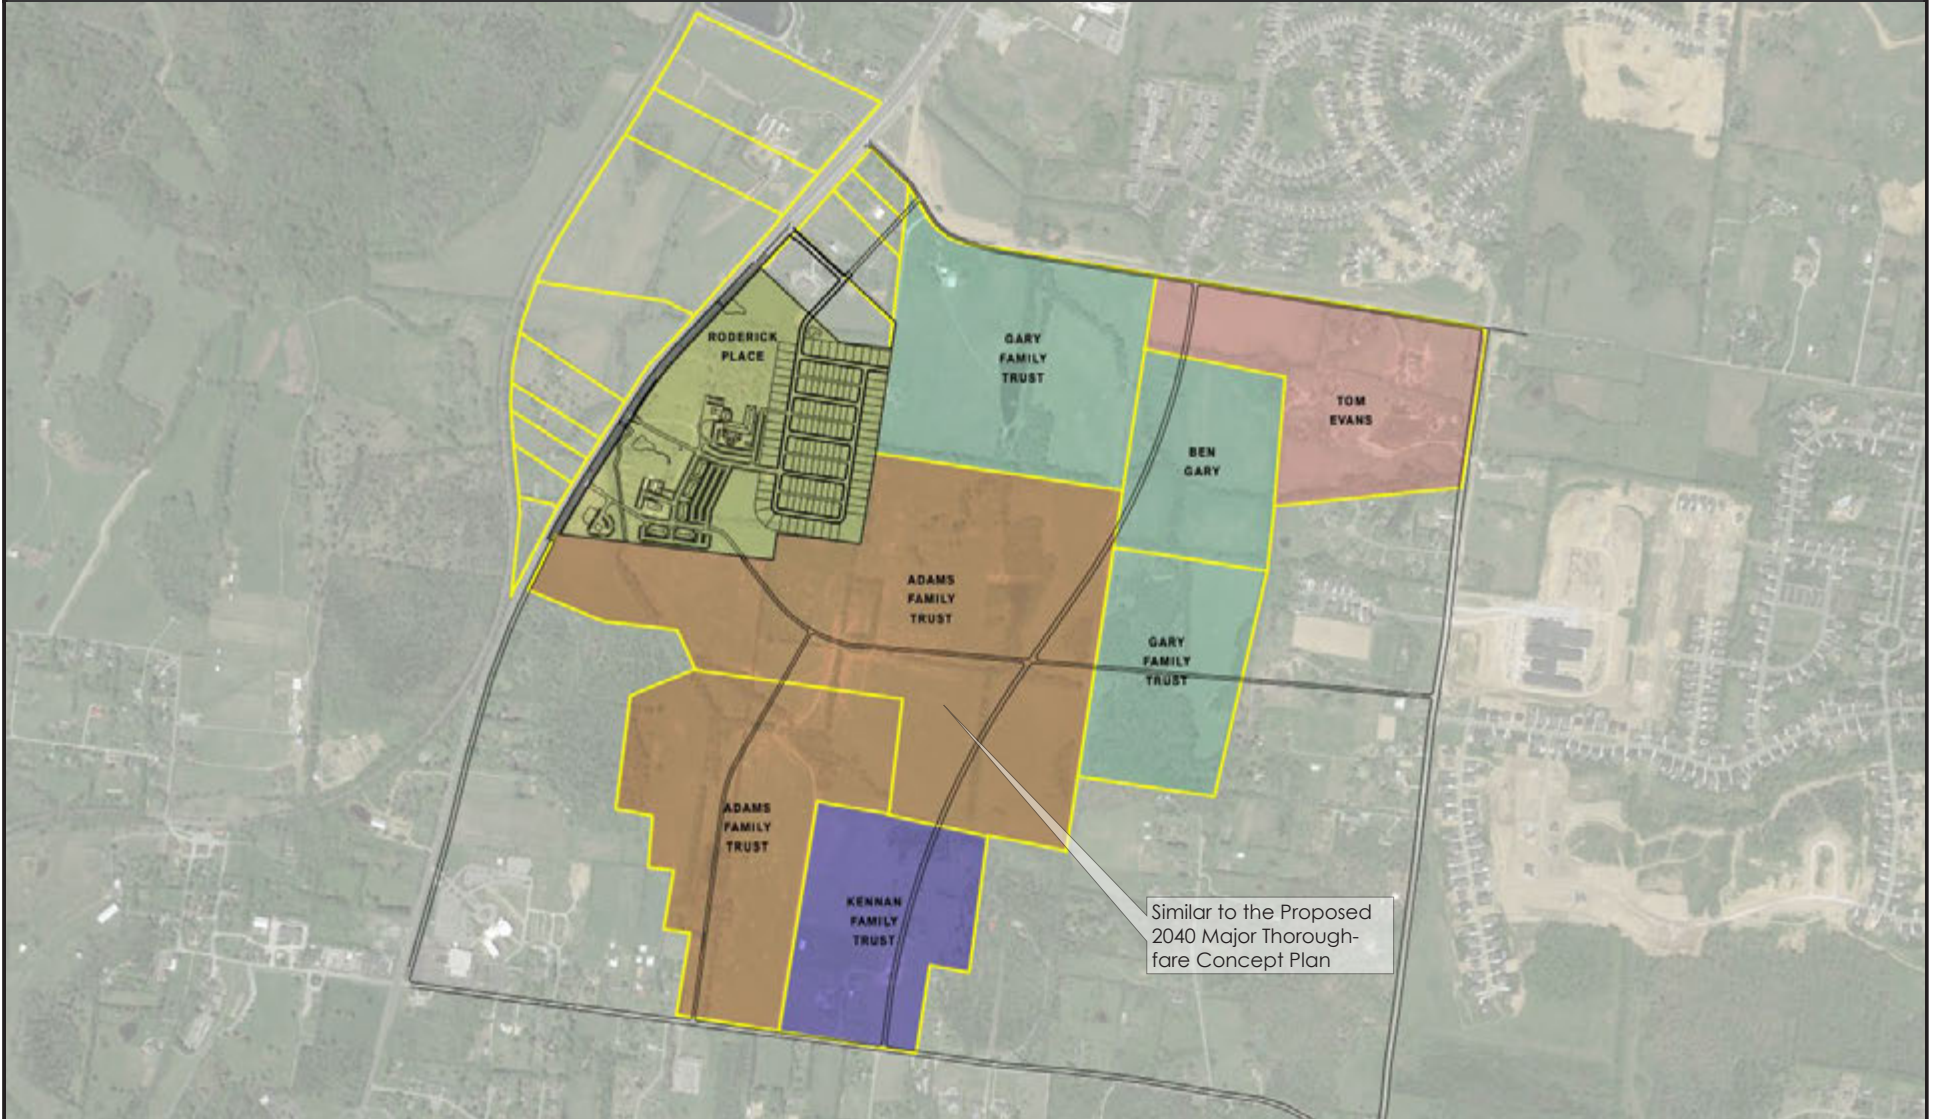 RODERICK
PLACE
GARY
FAMILY
TRUST
TOM
EVANS
BEN
GARY
ADAMS
FAMILY
TRUST
GARY
FAMILY
TRUST
ADAMS
FAMILY
TRUST
KENNAN
FAMILY
TRUST
Similar to the Proposed
2040 Major Thorough-
fare Concept Plan